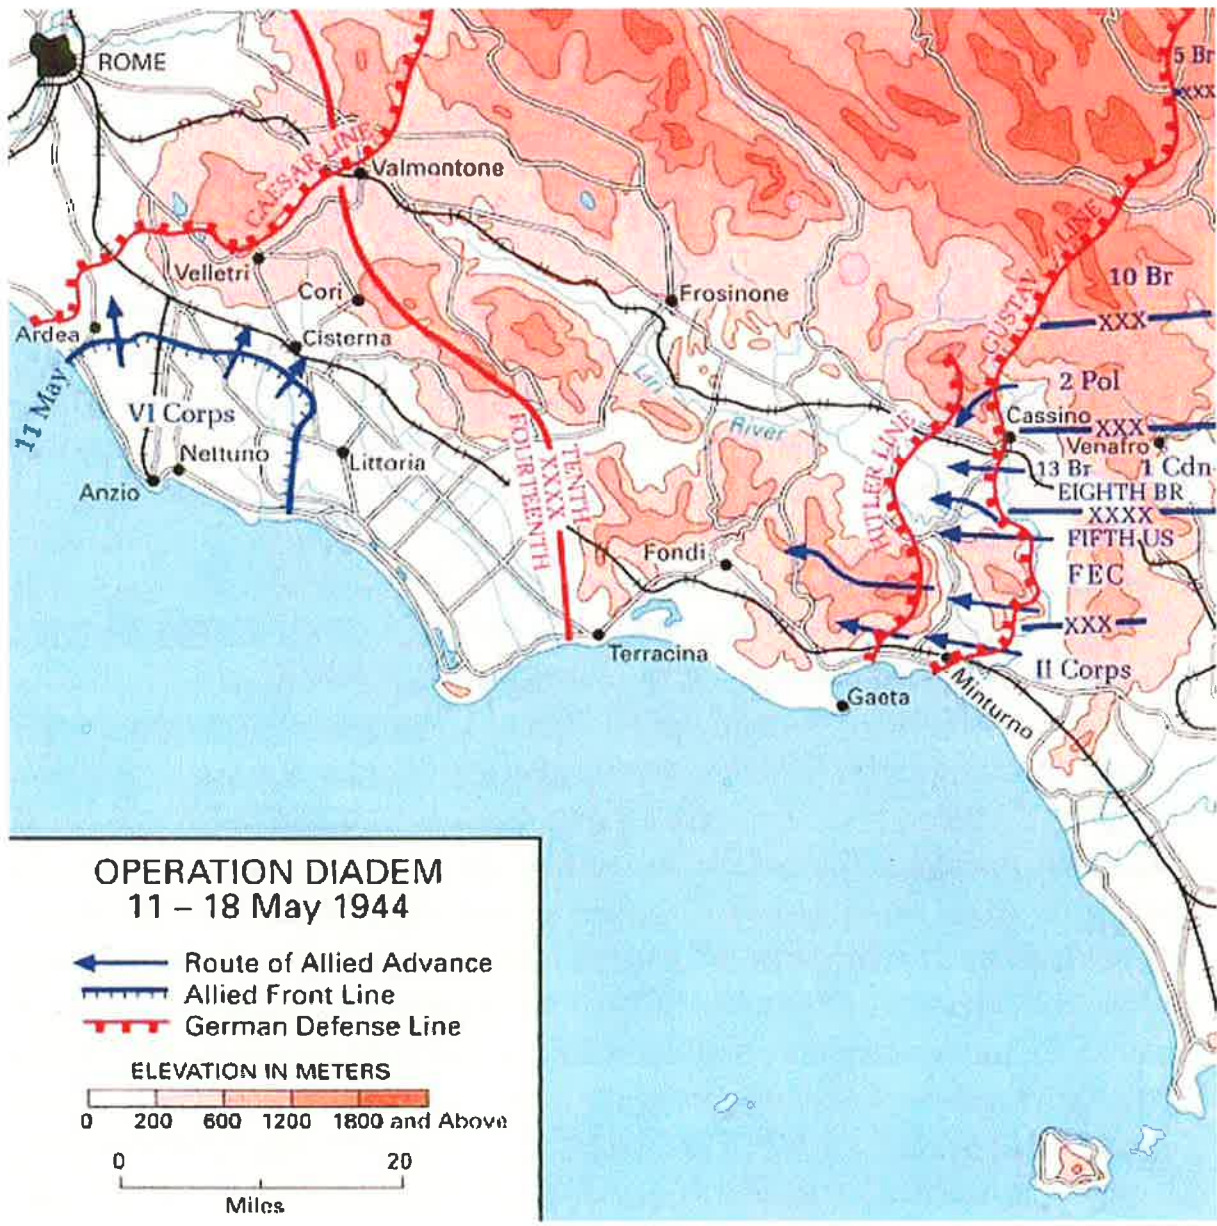 ROME
5 Br
XXX
CAESAR LINE
Valmontone
GUSTAV LINE
Velletri
Cori
Frosinone
10 Br
XXX
Ardea
Cisterna
11 May
Liri River
2 Pol
VI Corps
Cassino
XXX
Venafro
HITLER LINE
Nettuno
Littoria
13 Br
1 Cdn
Anzio
EIGHTH BR
XXXX
FIFTH US
TENTH
XXXX
FOURTEENTH
Fondi
FEC
XXX
Terracina
II Corps
Gaeta
Minturno
OPERATION DIADEM
11 – 18 May 1944
Route of Allied Advance
Allied Front Line
German Defense Line
ELEVATION IN METERS
0 200 600 1200 1800 and Above
0 20
Miles